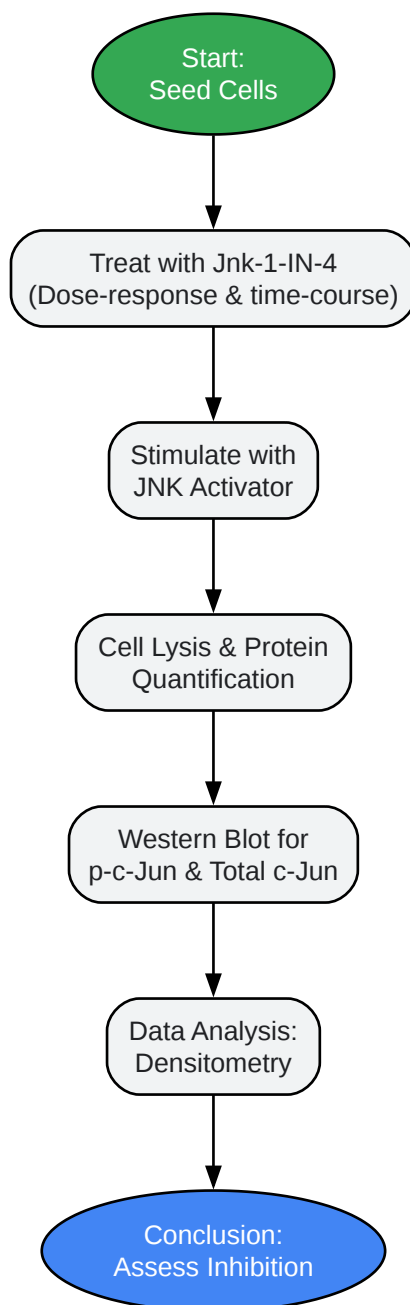 Start:
Seed Cells
Treat with Jnk-1-IN-4
(Dose-response & time-course)
Stimulate with
JNK Activator
Cell Lysis & Protein
Quantification
Western Blot for
p-c-Jun & Total c-Jun
Data Analysis:
Densitometry
Conclusion:
Assess Inhibition